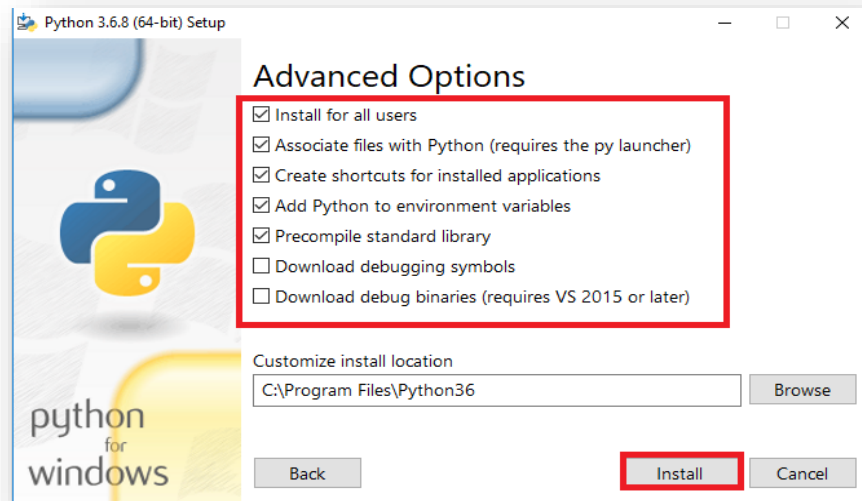 Python 3.6.8 (64-bit) Setup
Advanced Options
Install for all users
Associate files with Python (requires the py launcher)
Create shortcuts for installed applications
Add Python to environment variables
Precompile standard library
Download debugging symbols
Download debug binaries (requires VS 2015 or later)
Customize install location
C:\Program Files\Python36
Browse
python
for
windows
Back
Install
Cancel